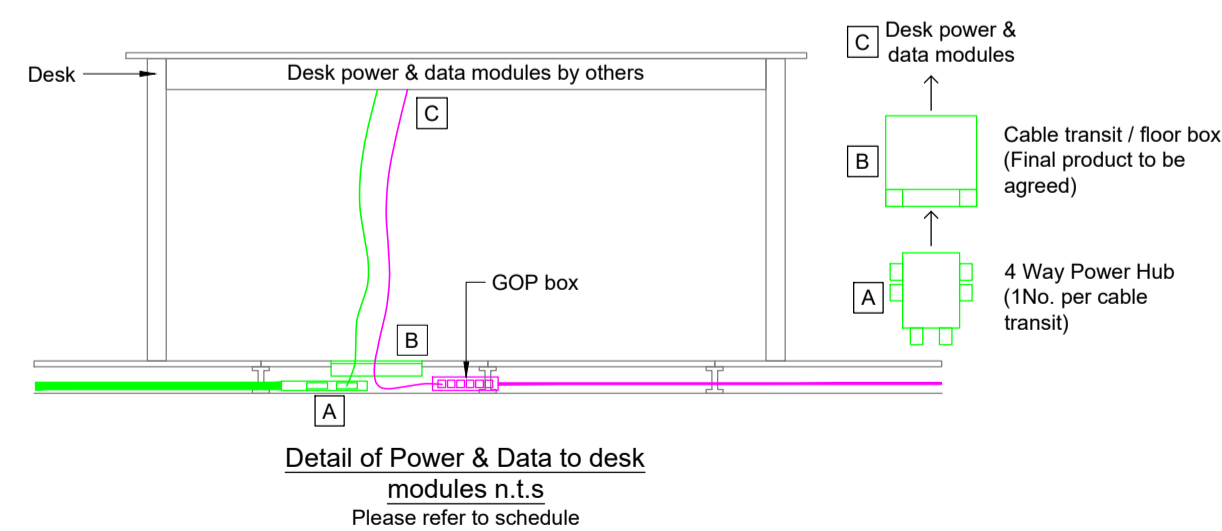 Desk
Desk power & data modules by others
C
GOP box
B
A
Detail of Power & Data to desk
modules n.t.s
Please refer to schedule
C
Desk power &
data modules
B
Cable transit / floor box
(Final product to be
agreed)
A
4 Way Power Hub
(1No. per cable
transit)